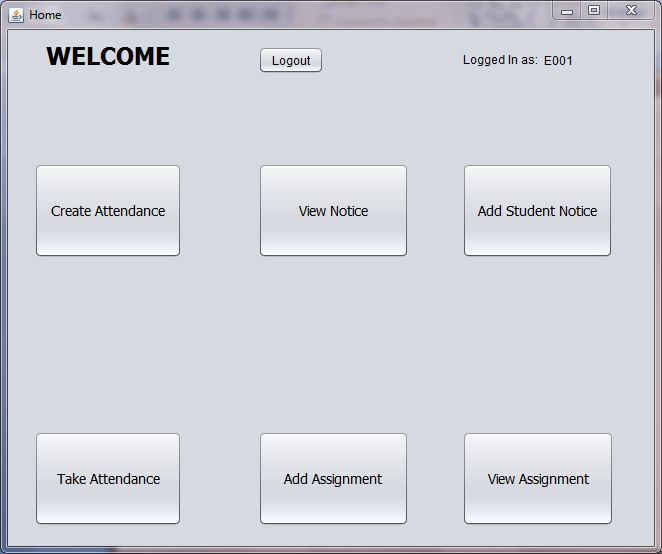 Home
WELCOME
Logout
Logged In as: E001
Create Attendance
View Notice
Add Student Notice
Take Attendance
Add Assignment
View Assignment